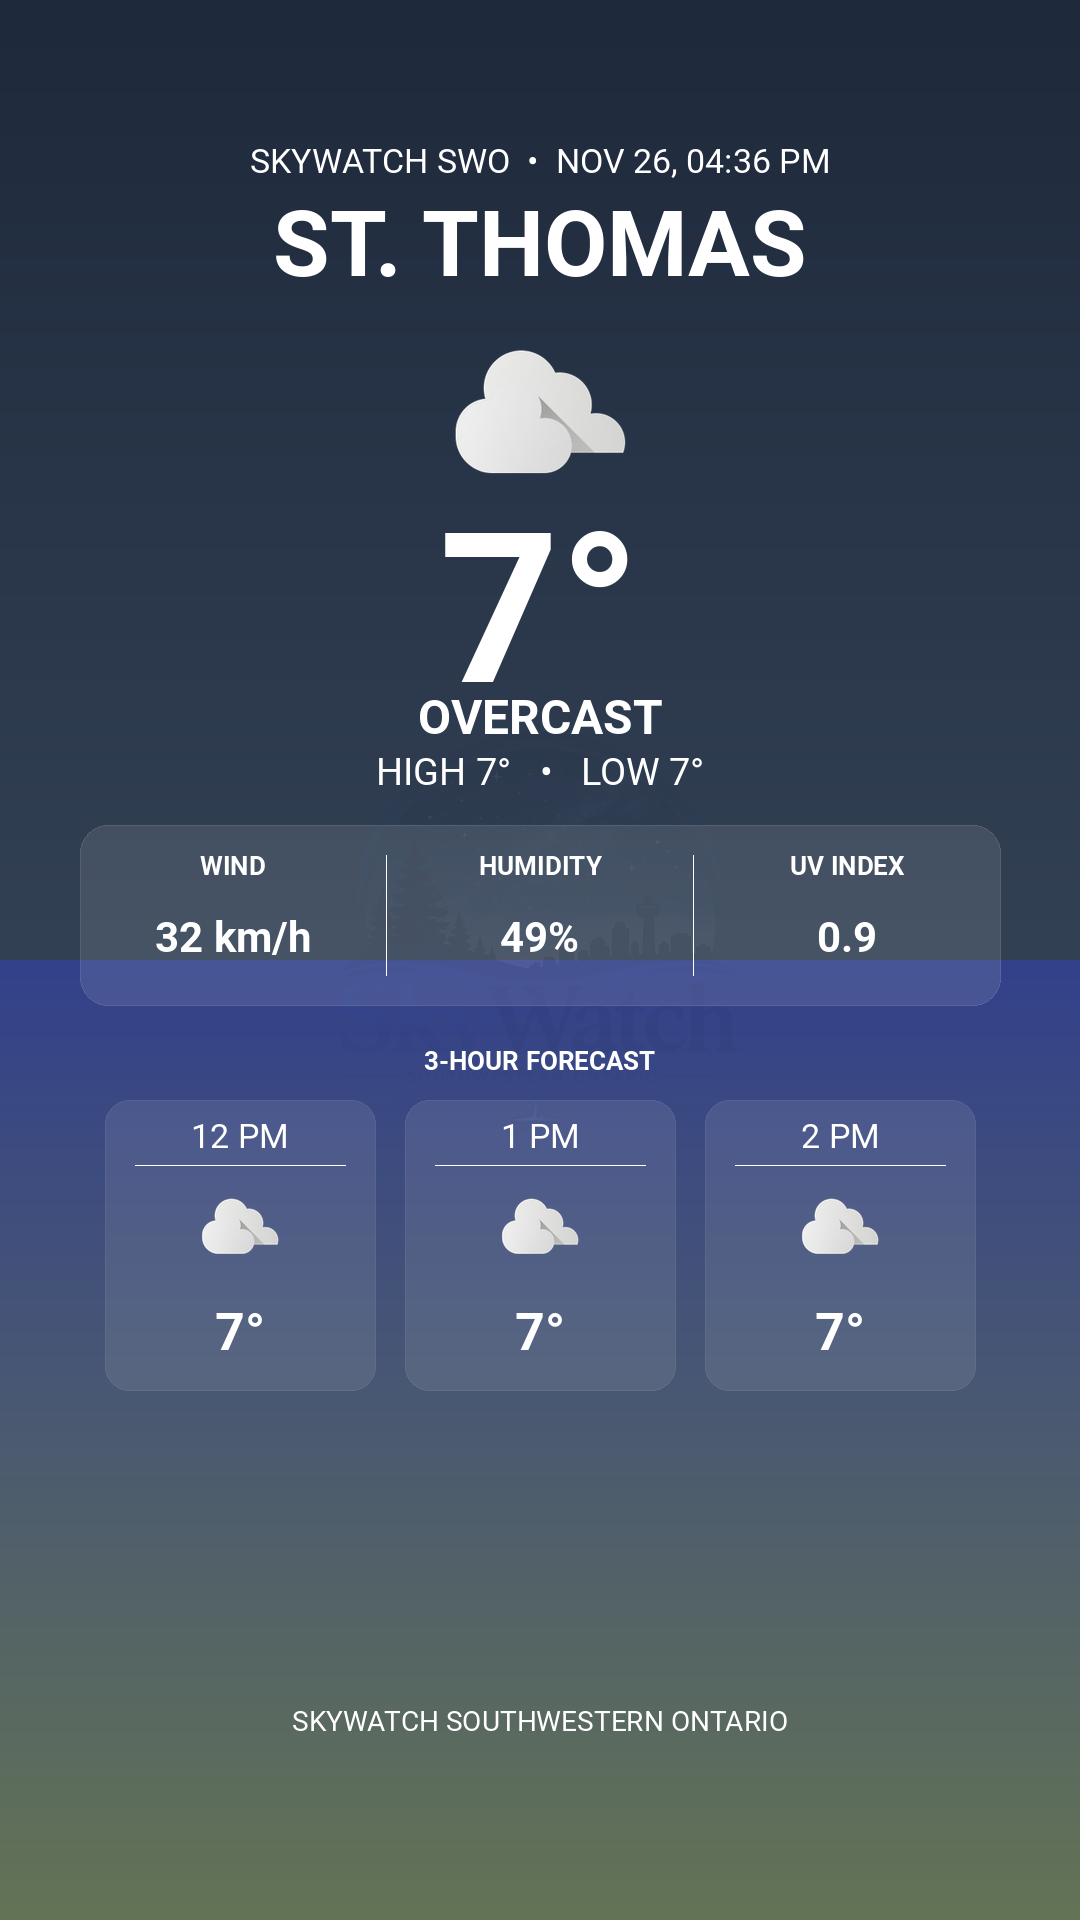 SKYWATCH SWO • NOV 26, 04:36 PM
ST. THOMAS
7°
OVERCAST
HIGH 7° • LOW 7°
WIND HUMIDITY UV INDEX
32 km/h 49% 0.9
SkyWatch
3-HOUR FORECAST
12 PM 1 PM 2 PM
7° 7° 7°
SKYWATCH SOUTHWESTERN ONTARIO